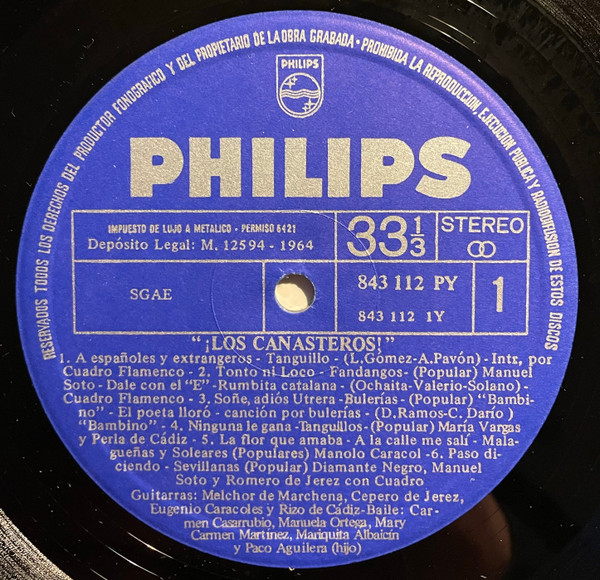 RESERVADOS TODOS LOS DERECHOS DEL PRODUCTOR FONOGRAFICO Y DEL PROPIETARIO DE LA OBRA GRABADA · PROHIBIDA LA REPRODUCCION, EJECUCION PUBLICA Y RADIODIFUSION DE ESTOS DISCOS
PHILIPS
PHILIPS
IMPUESTO DE LUJO A METALICO - PERMISO 6421
Depósito Legal: M. 12594 - 1964
33 1/3
STEREO
SGAE
843 112 PY
843 112 1Y
1
"¡LOS CANASTEROS!"
1. A españoles y extrangeros - Tanguillo - (L.Gómez-A.Pavón) - Intr, por
Cuadro Flamenco - 2. Tonto ni Loco - Fandangos- (Popular) Manuel
Soto - Dale con el "E" -Rumbita catalana - (Ochaita-Valerio-Solano) -
Cuadro Flamenco - 3. Soñe, adiós Utrera -Bulerías- (Popular) "Bambi-
no" - El poeta lloró - canción por bulerías - (D.Ramos-C. Darío )
"Bambino" - 4. Ninguna le gana -Tanguillos- (Popular) María Vargas
y Perla de Cádiz - 5. La flor que amaba - A la calle me salí - Mala-
gueñas y Soleares (Populares) Manolo Caracol -6. Paso di-
ciendo - Sevillanas (Popular) Diamante Negro, Manuel
Soto y Romero de Jerez con Cuadro
Guitarras: Melchor de Marchena, Cepero de Jerez,
Eugenio Caracoles y Rizo de Cádiz-Baile: Car-
men Casarrubio, Manuela Ortega, Mary
Carmen Martínez, Mariquita Albaicín
y Paco Aguilera (hijo)